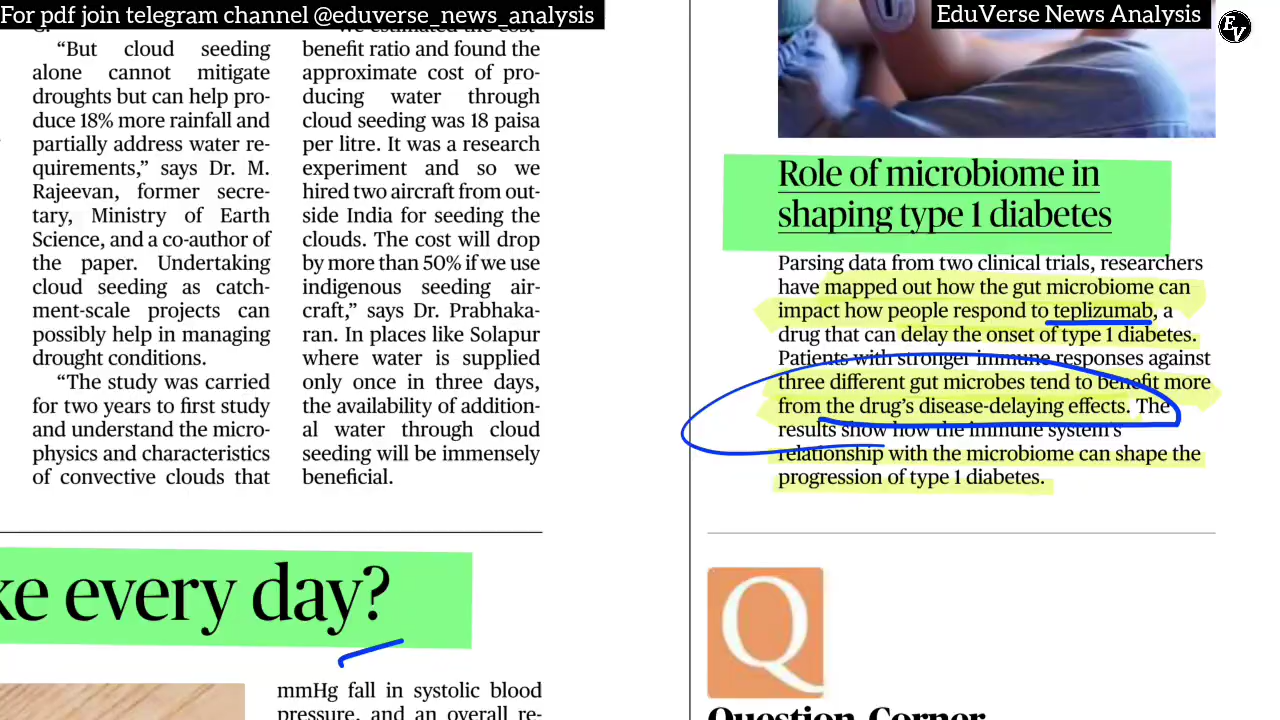 For pdf join telegram channel @eduverse_news_analysis
EduVerse News Analysis
EV
“But cloud seeding
alone cannot mitigate
droughts but can help pro-
duce 18% more rainfall and
partially address water re-
quirements,” says Dr. M.
Rajeevan, former secre-
tary, Ministry of Earth
Science, and a co-author of
the paper. Undertaking
cloud seeding as catch-
ment-scale projects can
possibly help in managing
drought conditions.
“The study was carried
for two years to first study
and understand the micro-
physics and characteristics
of convective clouds that
benefit ratio and found the
approximate cost of pro-
ducing water through
cloud seeding was 18 paisa
per litre. It was a research
experiment and so we
hired two aircraft from out-
side India for seeding the
clouds. The cost will drop
by more than 50% if we use
indigenous seeding air-
craft,” says Dr. Prabhaka-
ran. In places like Solapur
where water is supplied
only once in three days,
the availability of addition-
al water through cloud
seeding will be immensely
beneficial.
Role of microbiome in
shaping type 1 diabetes
Parsing data from two clinical trials, researchers
have mapped out how the gut microbiome can
impact how people respond to teplizumab, a
drug that can delay the onset of type 1 diabetes.
Patients with stronger immune responses against
three different gut microbes tend to benefit more
from the drug’s disease-delaying effects. The
results show how the immune system’s
relationship with the microbiome can shape the
progression of type 1 diabetes.
ke every day?
mmHg fall in systolic blood
pressure, and an overall re-
Q
Question Corner